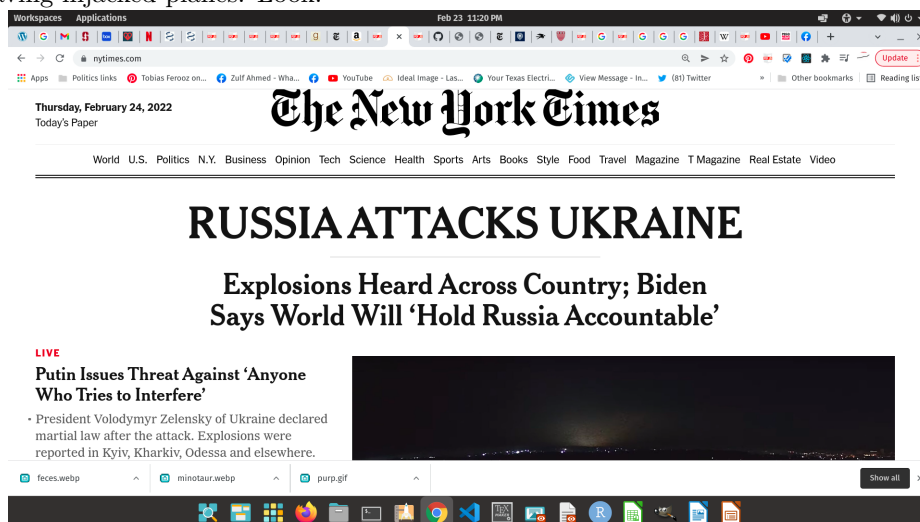 aving injacked planes. Look:
Workspaces Applications Feb 23 11:20 PM
nytimes.com Update
Apps Politics links Tobias Ferooz on... Zulf Ahmed - Wha... YouTube Ideal Image - Las... Your Texas Electri... View Message - In... (81) Twitter » Other bookmarks Reading lis
Thursday, February 24, 2022
Today's Paper
The New York Times
World U.S. Politics N.Y. Business Opinion Tech Science Health Sports Arts Books Style Food Travel Magazine T Magazine Real Estate Video
RUSSIA ATTACKS UKRAINE
Explosions Heard Across Country; Biden
Says World Will ‘Hold Russia Accountable’
LIVE
Putin Issues Threat Against ‘Anyone
Who Tries to Interfere’
• President Volodymyr Zelensky of Ukraine declared
martial law after the attack. Explosions were
reported in Kyiv, Kharkiv, Odessa and elsewhere.
feces.webp minotaur.webp purp.gif Show all